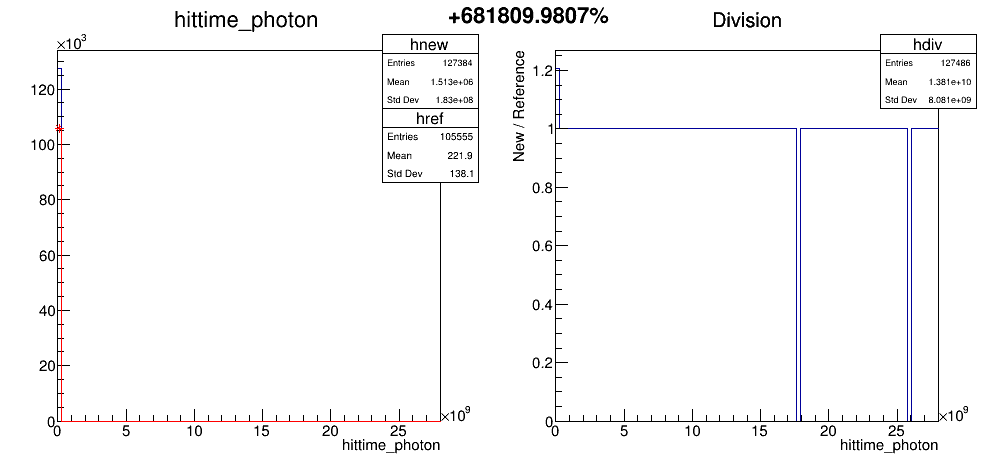 +681809.9807%
hittime_photon
×10³
hnew
Entries 127384
Mean 1.513e+06
Std Dev 1.83e+08
href
Entries 105555
Mean 221.9
Std Dev 138.1
120
100
80
60
40
20
0
0 5 10 15 20 25 ×10⁹
hittime_photon
Division
hdiv
Entries 127486
Mean 1.381e+10
Std Dev 8.081e+09
New / Reference
1.2
1
0.8
0.6
0.4
0.2
0
0 5 10 15 20 25 ×10⁹
hittime_photon